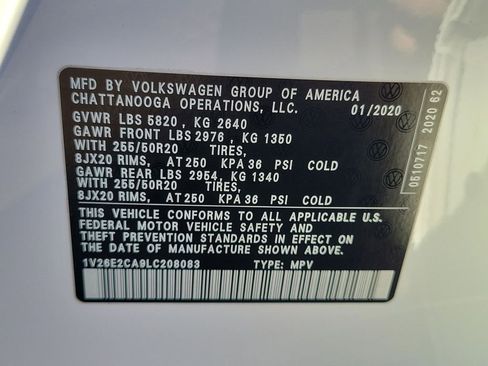 MFD BY VOLKSWAGEN GROUP OF AMERICA
CHATTANOOGA OPERATIONS, LLC. 01/2020
GVWR LBS 5820 , KG 2640
GAWR FRONT LBS 2976 , KG 1350
WITH 255/50R20 TIRES,
8JX20 RIMS, AT 250 KPA 36 PSI COLD
GAWR REAR LBS 2954, KG 1340
WITH 255/50R20 TIRES,
8JX20 RIMS, AT 250 KPA 36 PSI COLD
THIS VEHICLE CONFORMS TO ALL APPLICABLE U.S.
FEDERAL MOTOR VEHICLE SAFETY AND
THEFT PREVENTION STANDARDS IN EFFECT ON
THE DATE OF MANUFACTURE SHOWN ABOVE.
1V26E2CA9LC208083 TYPE: MPV
0510717 2020 62